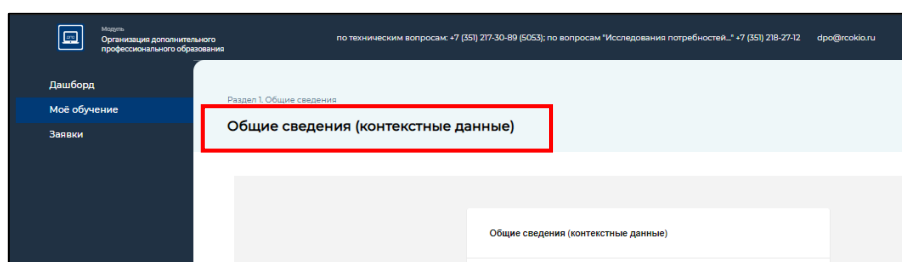 Модуль
Организация дополнительного
профессионального образования
по техническим вопросам: +7 (351) 217-30-89 (5053); по вопросам "Исследования потребностей..." +7 (351) 218-27-12 dpo@rcokio.ru
Дашборд
Моё обучение
Заявки
Раздел 1. Общие сведения
Общие сведения (контекстные данные)
Общие сведения (контекстные данные)